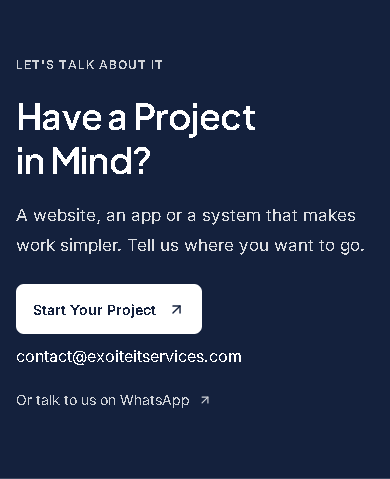 LET'S TALK ABOUT IT
Have a Project
in Mind?
A website, an app or a system that makes
work simpler. Tell us where you want to go.
Start Your Project
contact@exoiteitservices.com
Or talk to us on WhatsApp